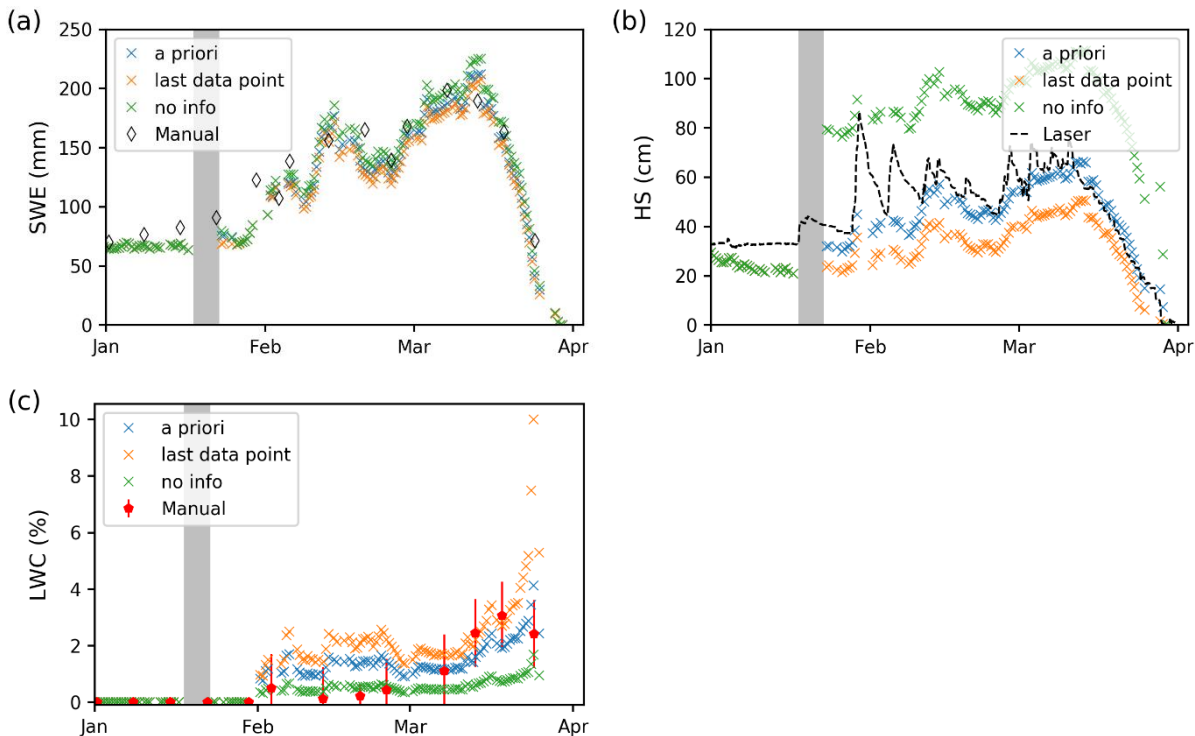 (a)
250
200
150
100
50
0
SWE (mm)
a priori
last data point
no info
Manual
Jan
Feb
Mar
Apr
(b)
120
100
80
60
40
20
0
HS (cm)
a priori
last data point
no info
Laser
Jan
Feb
Mar
Apr
(c)
10
8
6
4
2
0
LWC (%)
a priori
last data point
no info
Manual
Jan
Feb
Mar
Apr